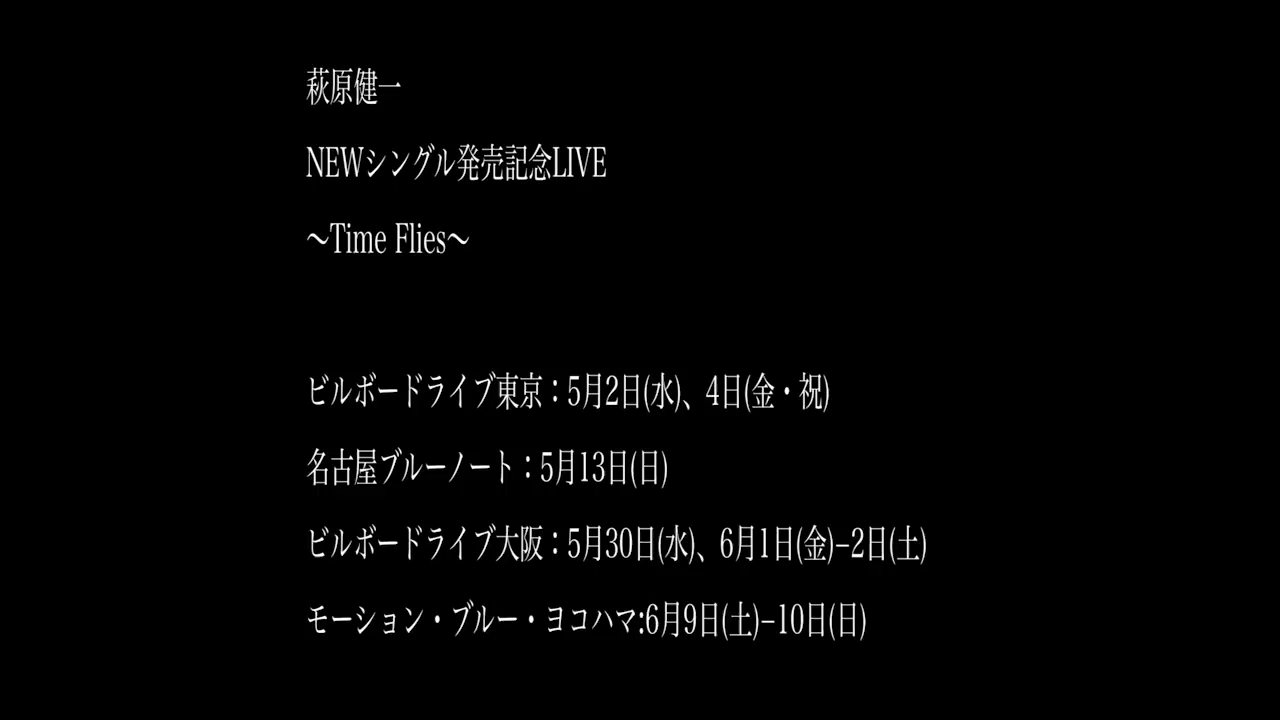 萩原健一
NEWシングル発売記念LIVE
～Time Flies～
ビルボードライブ東京：5月2日(水)、4日(金・祝)
名古屋ブルーノート：5月13日(日)
ビルボードライブ大阪：5月30日(水)、6月1日(金)–2日(土)
モーション・ブルー・ヨコハマ:6月9日(土)–10日(日)